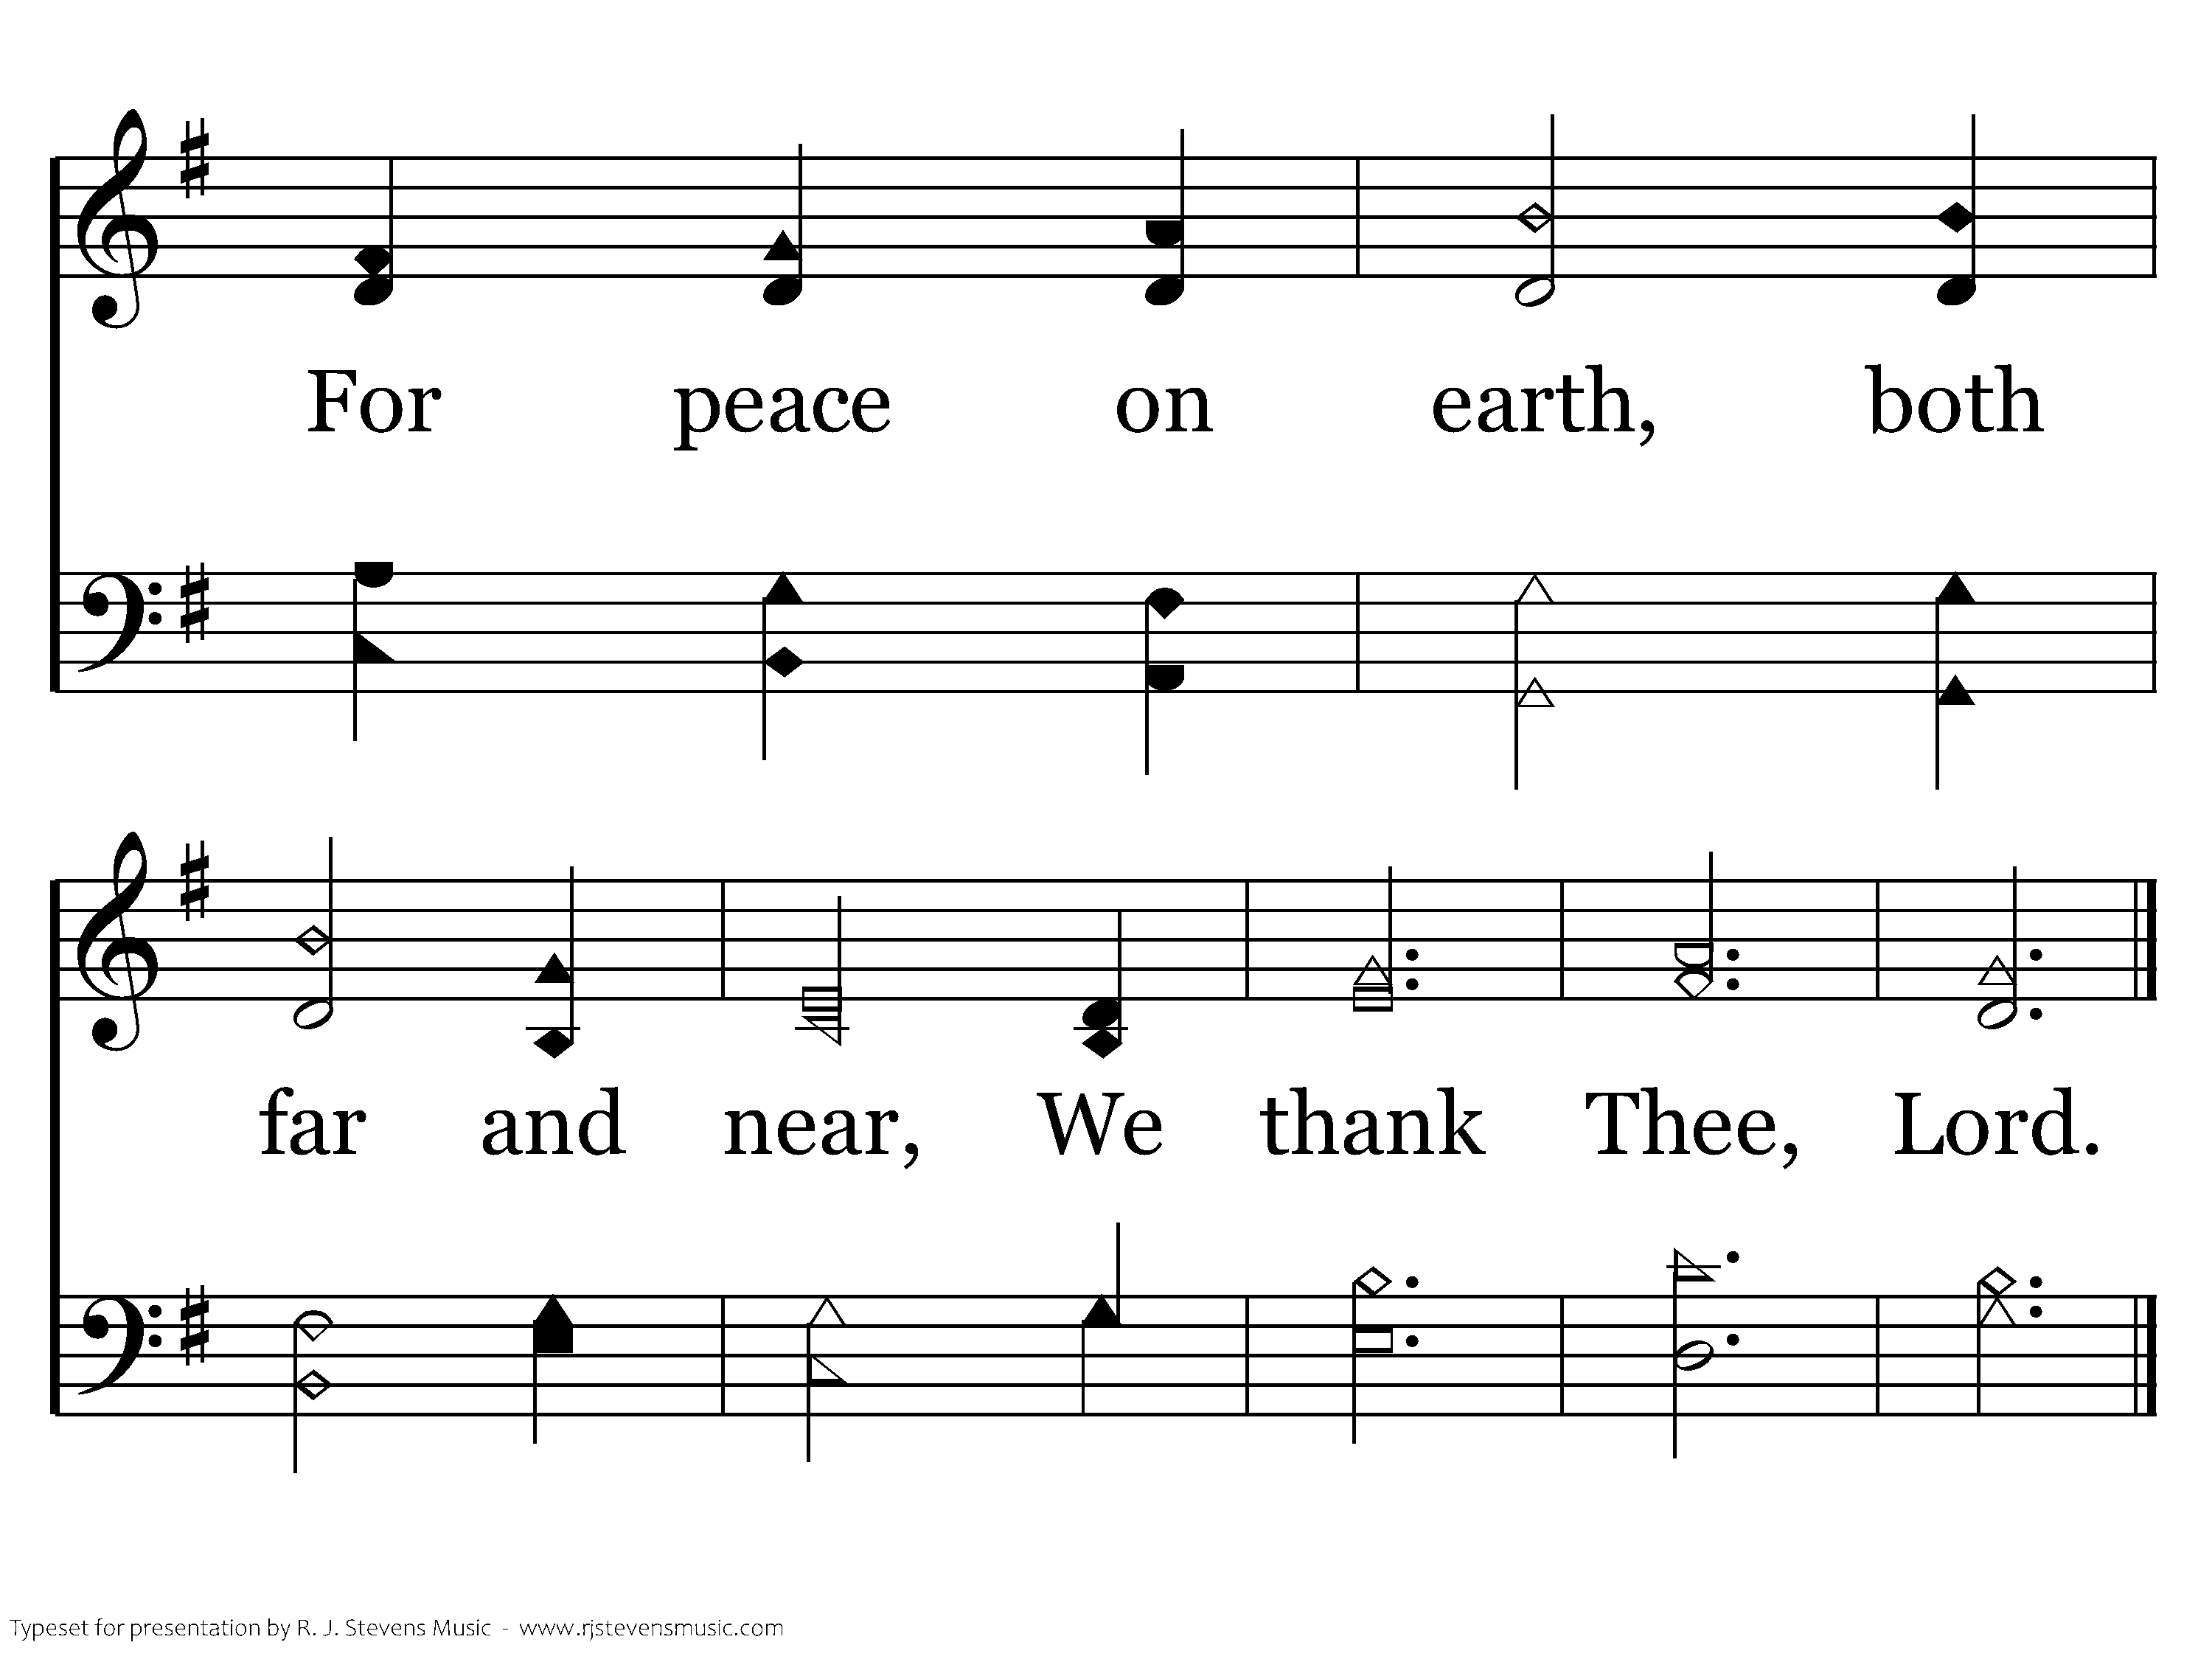 For peace on earth, both
far and near, We thank Thee, Lord.
Typeset for presentation by R. J. Stevens Music - www.rjstevensmusic.com